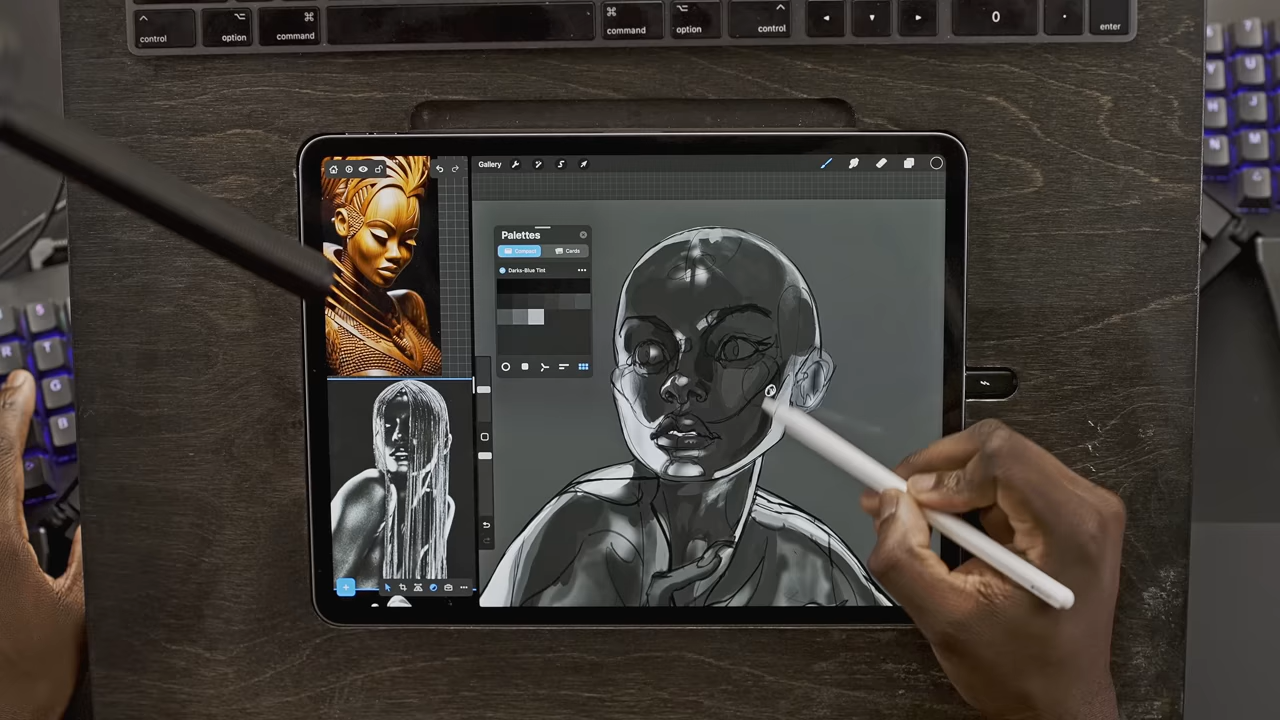 control
option
command
command
option
control
0
.
enter
Gallery
Palettes
Compact
Cards
Darks-Blue Tint
S
R
T
G
B
T
Y
U
H
J
N